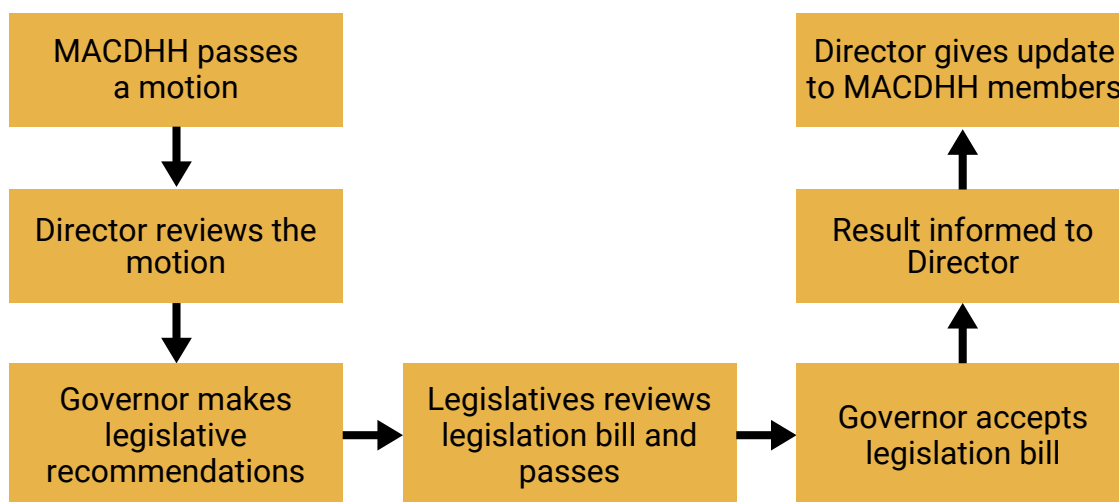 MACDHH passes
a motion
Director reviews the
motion
Governor makes
legislative
recommendations
Legislatives reviews
legislation bill and
passes
Governor accepts
legislation bill
Result informed to
Director
Director gives update
to MACDHH members